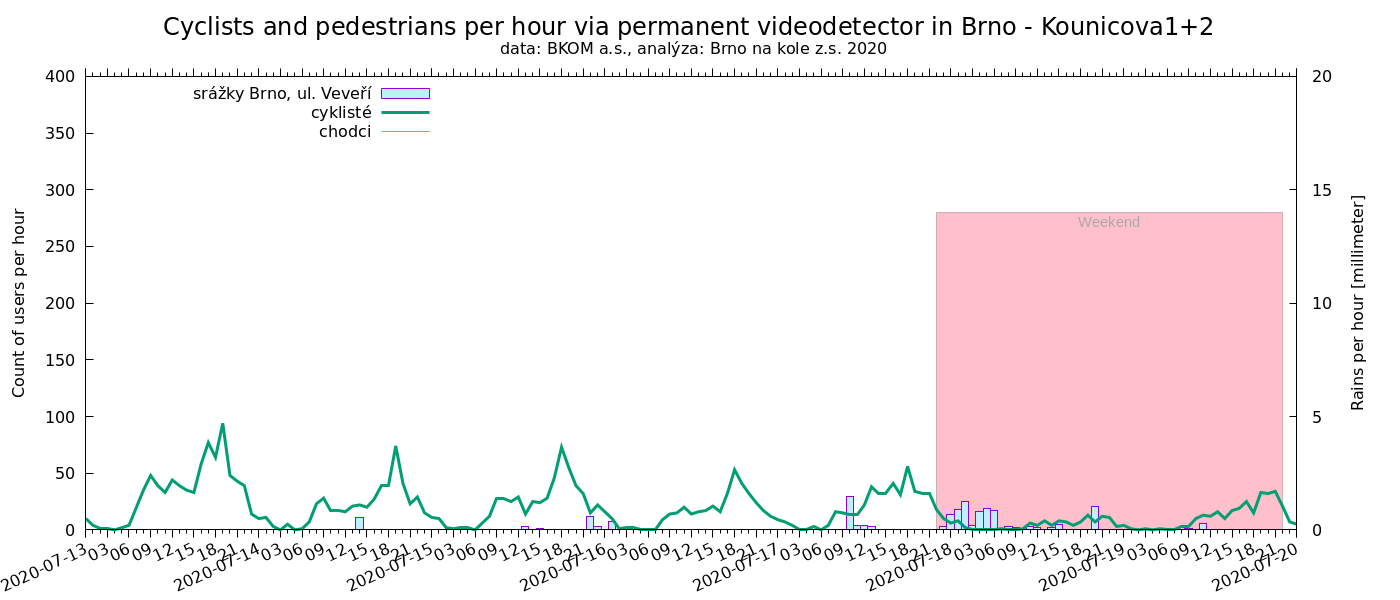 Cyclists and pedestrians per hour via permanent videodetector in Brno - Kounicova1+2
data: BKOM a.s., analýza: Brno na kole z.s. 2020
srážky Brno, ul. Veveří
cyklisté
chodci
Weekend
Count of users per hour
400
350
300
250
200
150
100
50
0
Rains per hour [millimeter]
20
15
10
5
0
2020-07-13 03 06 09 12 15 18 21 2020-07-14 03 06 09 12 15 18 21 2020-07-15 03 06 09 12 15 18 21 2020-07-16 03 06 09 12 15 18 21 2020-07-17 03 06 09 12 15 18 21 2020-07-18 03 06 09 12 15 18 21 2020-07-19 03 06 09 12 15 18 21 2020-07-20